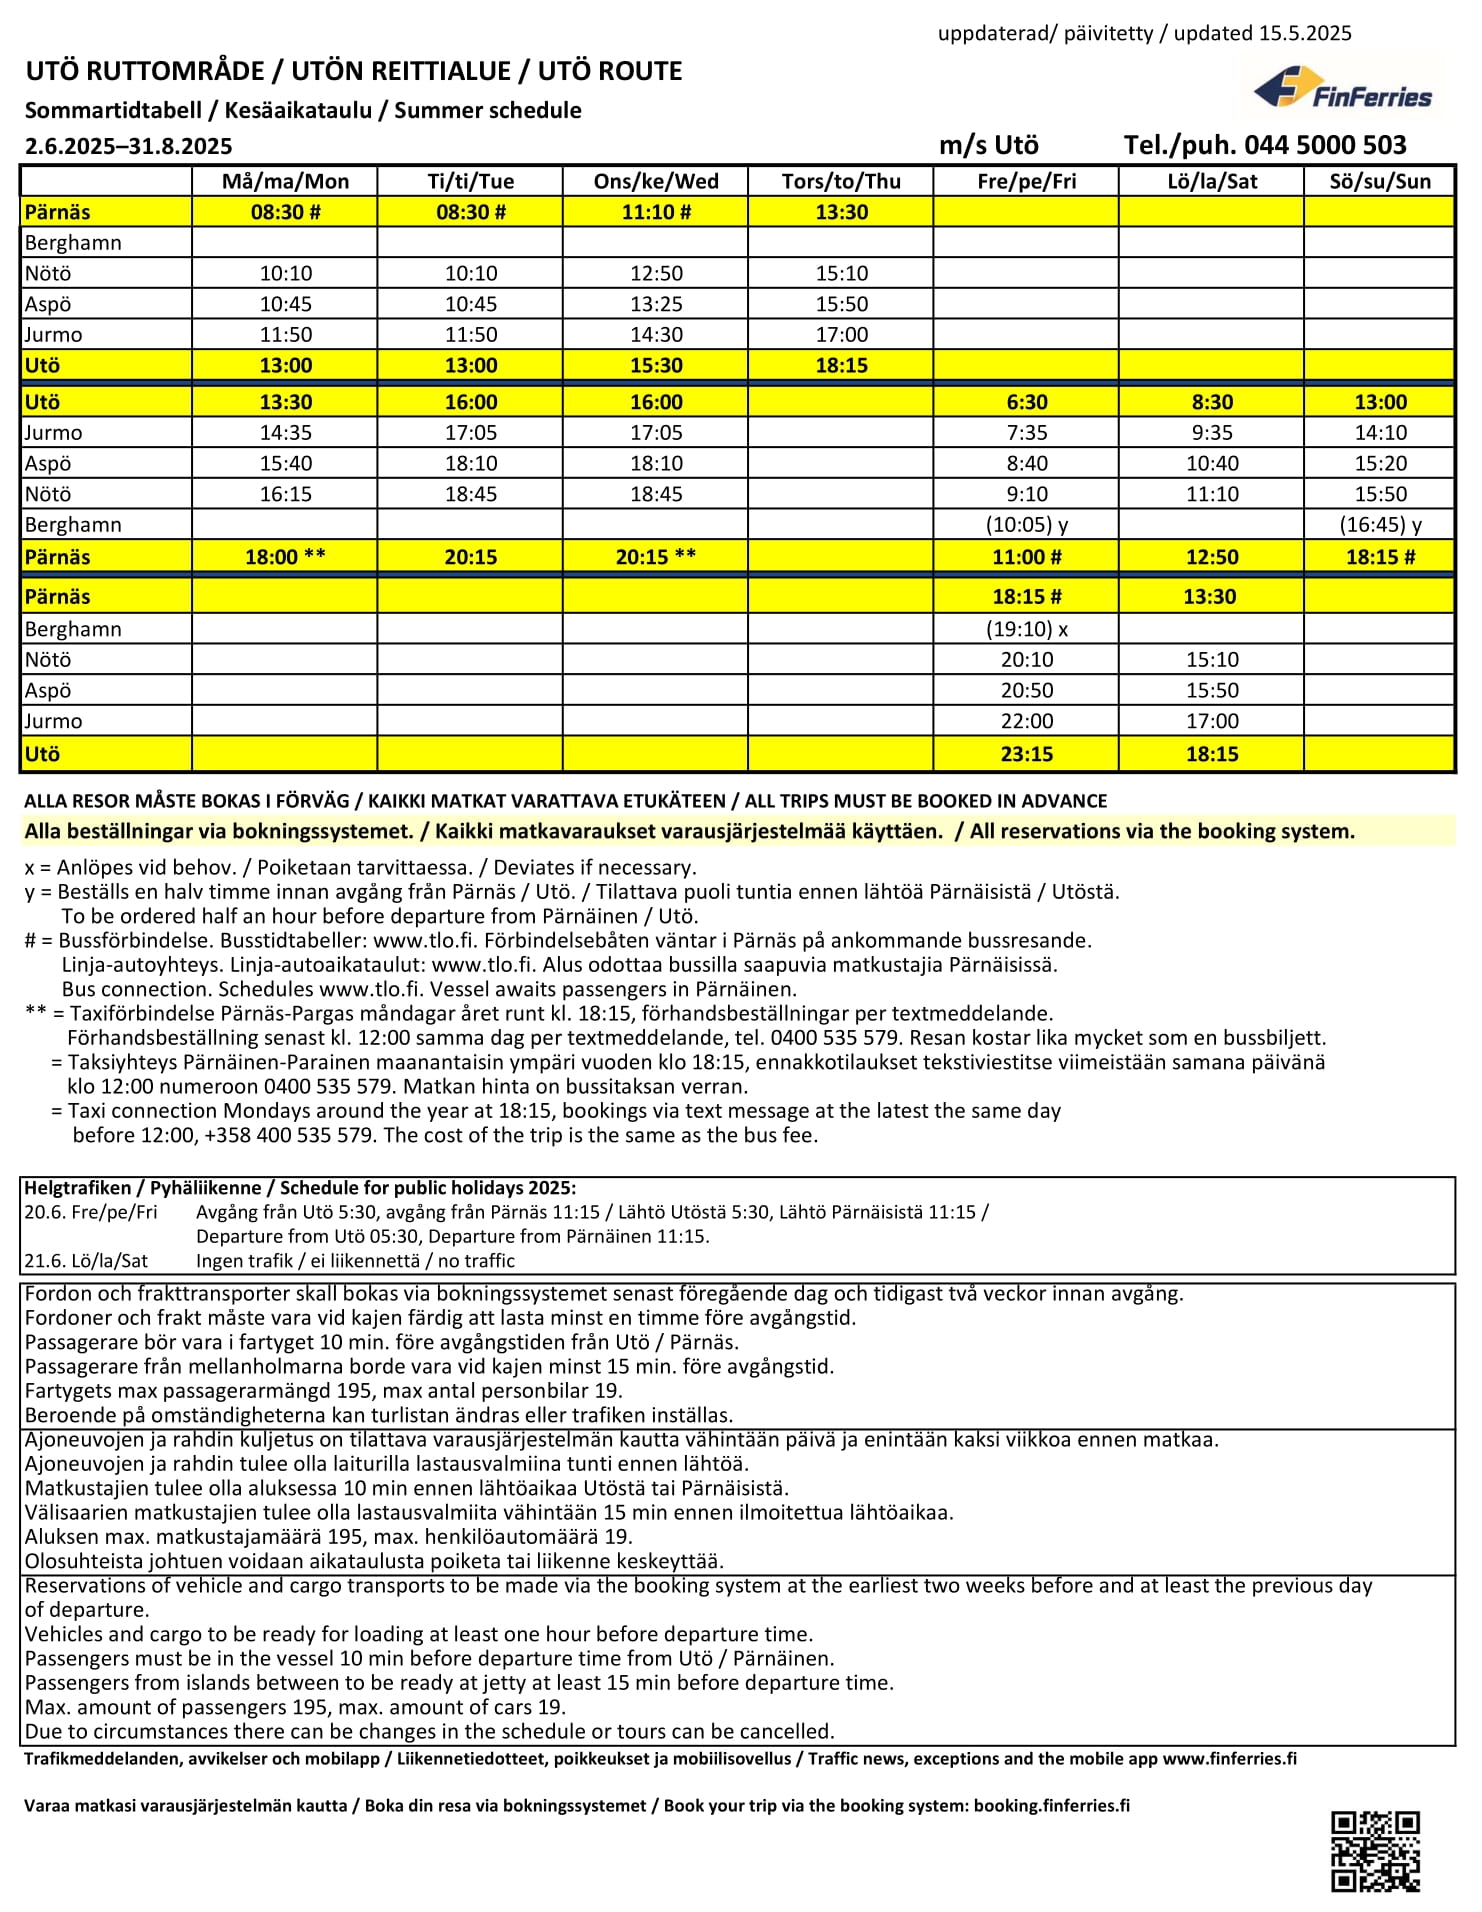 uppdaterad/ päivitetty / updated 15.5.2025
UTÖ RUTTOMRÅDE / UTÖN REITTIALUE / UTÖ ROUTE
Sommartidtabell / Kesäaikataulu / Summer schedule
FinFerries
2.6.2025–31.8.2025 m/s Utö Tel./puh. 044 5000 503
Må/ma/Mon Ti/ti/Tue Ons/ke/Wed Tors/to/Thu Fre/pe/Fri Lö/la/Sat Sö/su/Sun
Pärnäs 08:30 # 08:30 # 11:10 # 13:30
Berghamn
Nötö 10:10 10:10 12:50 15:10
Aspö 10:45 10:45 13:25 15:50
Jurmo 11:50 11:50 14:30 17:00
Utö 13:00 13:00 15:30 18:15
Utö 13:30 16:00 16:00 6:30 8:30 13:00
Jurmo 14:35 17:05 17:05 7:35 9:35 14:10
Aspö 15:40 18:10 18:10 8:40 10:40 15:20
Nötö 16:15 18:45 18:45 9:10 11:10 15:50
Berghamn (10:05) y (16:45) y
Pärnäs 18:00 ** 20:15 20:15 ** 11:00 # 12:50 18:15 #
Pärnäs 18:15 # 13:30
Berghamn (19:10) x
Nötö 20:10 15:10
Aspö 20:50 15:50
Jurmo 22:00 17:00
Utö 23:15 18:15
ALLA RESOR MÅSTE BOKAS I FÖRVÄG / KAIKKI MATKAT VARATTAVA ETUKÄTEEN / ALL TRIPS MUST BE BOOKED IN ADVANCE
Alla beställningar via bokningssystemet. / Kaikki matkavaraukset varausjärjestelmää käyttäen. / All reservations via the booking system.
x = Anlöpes vid behov. / Poiketaan tarvittaessa. / Deviates if necessary.
y = Beställs en halv timme innan avgång från Pärnäs / Utö. / Tilattava puoli tuntia ennen lähtöä Pärnäisistä / Utöstä.
To be ordered half an hour before departure from Pärnäinen / Utö.
# = Bussförbindelse. Busstidtabeller: www.tlo.fi. Förbindelsebåten väntar i Pärnäs på ankommande bussresande.
Linja-autoyhteys. Linja-autoaikataulut: www.tlo.fi. Alus odottaa bussilla saapuvia matkustajia Pärnäisissä.
Bus connection. Schedules www.tlo.fi. Vessel awaits passengers in Pärnäinen.
** = Taxiförbindelse Pärnäs-Pargas måndagar året runt kl. 18:15, förhandsbeställningar per textmeddelande.
Förhandsbeställning senast kl. 12:00 samma dag per textmeddelande, tel. 0400 535 579. Resan kostar lika mycket som en bussbiljett.
= Taksiyhteys Pärnäinen-Parainen maanantaisin ympäri vuoden klo 18:15, ennakkotilaukset tekstiviestitse viimeistään samana päivänä
klo 12:00 numeroon 0400 535 579. Matkan hinta on bussitaksan verran.
= Taxi connection Mondays around the year at 18:15, bookings via text message at the latest the same day
before 12:00, +358 400 535 579. The cost of the trip is the same as the bus fee.
Helgtrafiken / Pyhäliikenne / Schedule for public holidays 2025:
20.6. Fre/pe/Fri Avgång från Utö 5:30, avgång från Pärnäs 11:15 / Lähtö Utöstä 5:30, Lähtö Pärnäisistä 11:15 /
Departure from Utö 05:30, Departure from Pärnäinen 11:15.
21.6. Lö/la/Sat Ingen trafik / ei liikennettä / no traffic
Fordon och frakttransporter skall bokas via bokningssystemet senast föregående dag och tidigast två veckor innan avgång.
Fordoner och frakt måste vara vid kajen färdig att lasta minst en timme före avgångstid.
Passagerare bör vara i fartyget 10 min. före avgångstiden från Utö / Pärnäs.
Passagerare från mellanholmarna borde vara vid kajen minst 15 min. före avgångstid.
Fartygets max passagerarmängd 195, max antal personbilar 19.
Beroende på omständigheterna kan turlistan ändras eller trafiken inställas.
Ajoneuvojen ja rahdin kuljetus on tilattava varausjärjestelmän kautta vähintään päivä ja enintään kaksi viikkoa ennen matkaa.
Ajoneuvojen ja rahdin tulee olla laiturilla lastausvalmiina tunti ennen lähtöä.
Matkustajien tulee olla aluksessa 10 min ennen lähtöaikaa Utöstä tai Pärnäisistä.
Välisaarien matkustajien tulee olla lastausvalmiita vähintään 15 min ennen ilmoitettua lähtöaikaa.
Aluksen max. matkustajamäärä 195, max. henkilöautomäärä 19.
Olosuhteista johtuen voidaan aikataulusta poiketa tai liikenne keskeyttää.
Reservations of vehicle and cargo transports to be made via the booking system at the earliest two weeks before and at least the previous day
of departure.
Vehicles and cargo to be ready for loading at least one hour before departure time.
Passengers must be in the vessel 10 min before departure time from Utö / Pärnäinen.
Passengers from islands between to be ready at jetty at least 15 min before departure time.
Max. amount of passengers 195, max. amount of cars 19.
Due to circumstances there can be changes in the schedule or tours can be cancelled.
Trafikmeddelanden, avvikelser och mobilapp / Liikennetiedotteet, poikkeukset ja mobiilisovellus / Traffic news, exceptions and the mobile app www.finferries.fi
Varaa matkasi varausjärjestelmän kautta / Boka din resa via bokningssystemet / Book your trip via the booking system: booking.finferries.fi